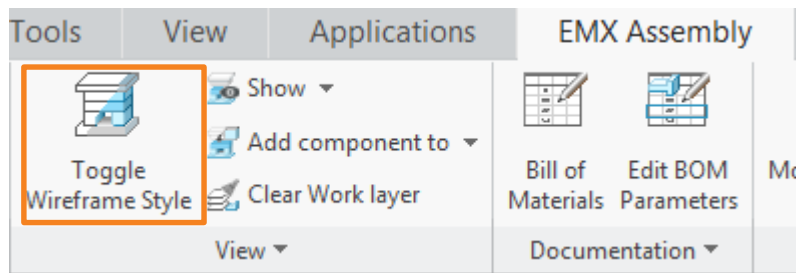 Tools View Applications EMX Assembly
Show
Add component to
Clear Work layer
Toggle
Wireframe Style
Bill of
Materials
Edit BOM
Parameters
View
Documentation